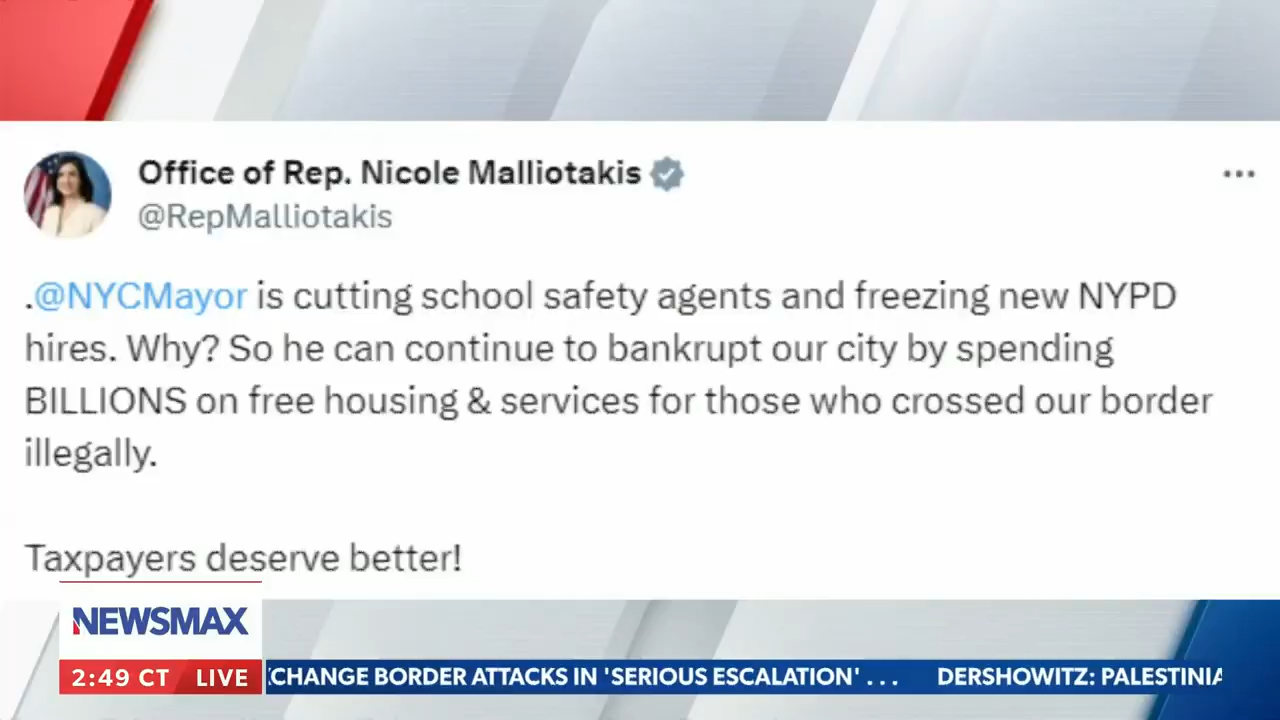 Office of Rep. Nicole Malliotakis
@RepMalliotakis
.@NYCMayor is cutting school safety agents and freezing new NYPD
hires. Why? So he can continue to bankrupt our city by spending
BILLIONS on free housing & services for those who crossed our border
illegally.
Taxpayers deserve better!
NEWSMAX
2:49 CT LIVE
CHANGE BORDER ATTACKS IN 'SERIOUS ESCALATION' . . . DERSHOWITZ: PALESTINIA